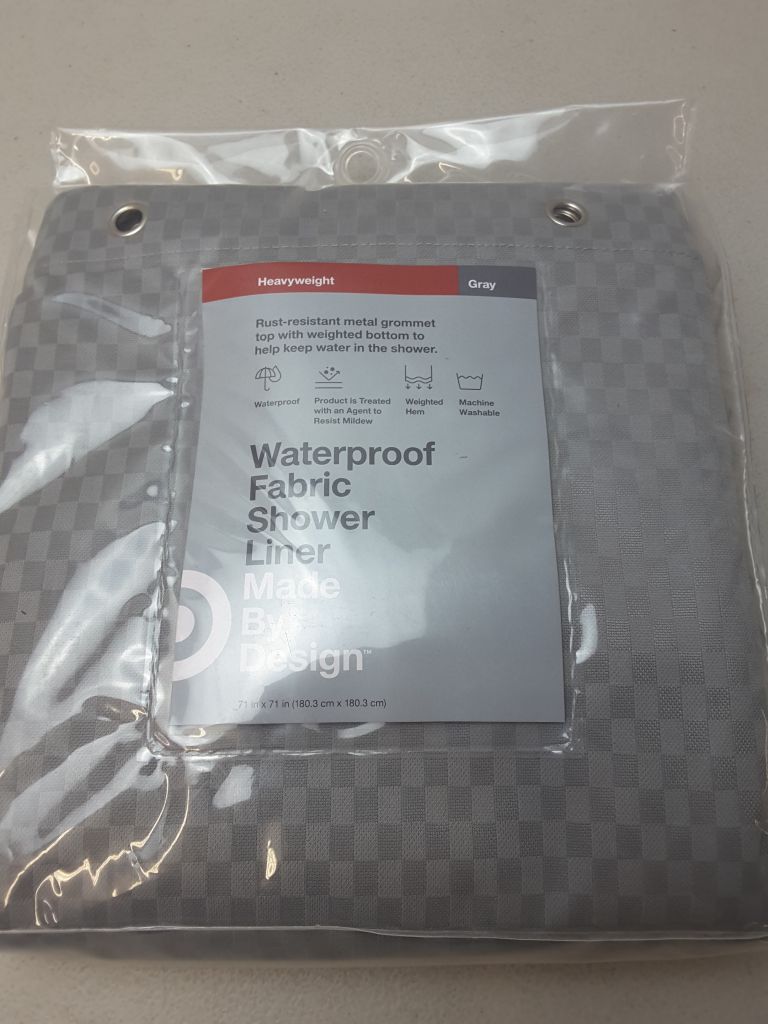 Heavyweight
Gray
Rust-resistant metal grommet
top with weighted bottom to
help keep water in the shower.
Waterproof
Product is Treated
with an Agent to
Resist Mildew
Weighted
Hem
Machine
Washable
Waterproof
Fabric
Shower
Liner
Made
By
Design™
71 in x 71 in (180.3 cm x 180.3 cm)